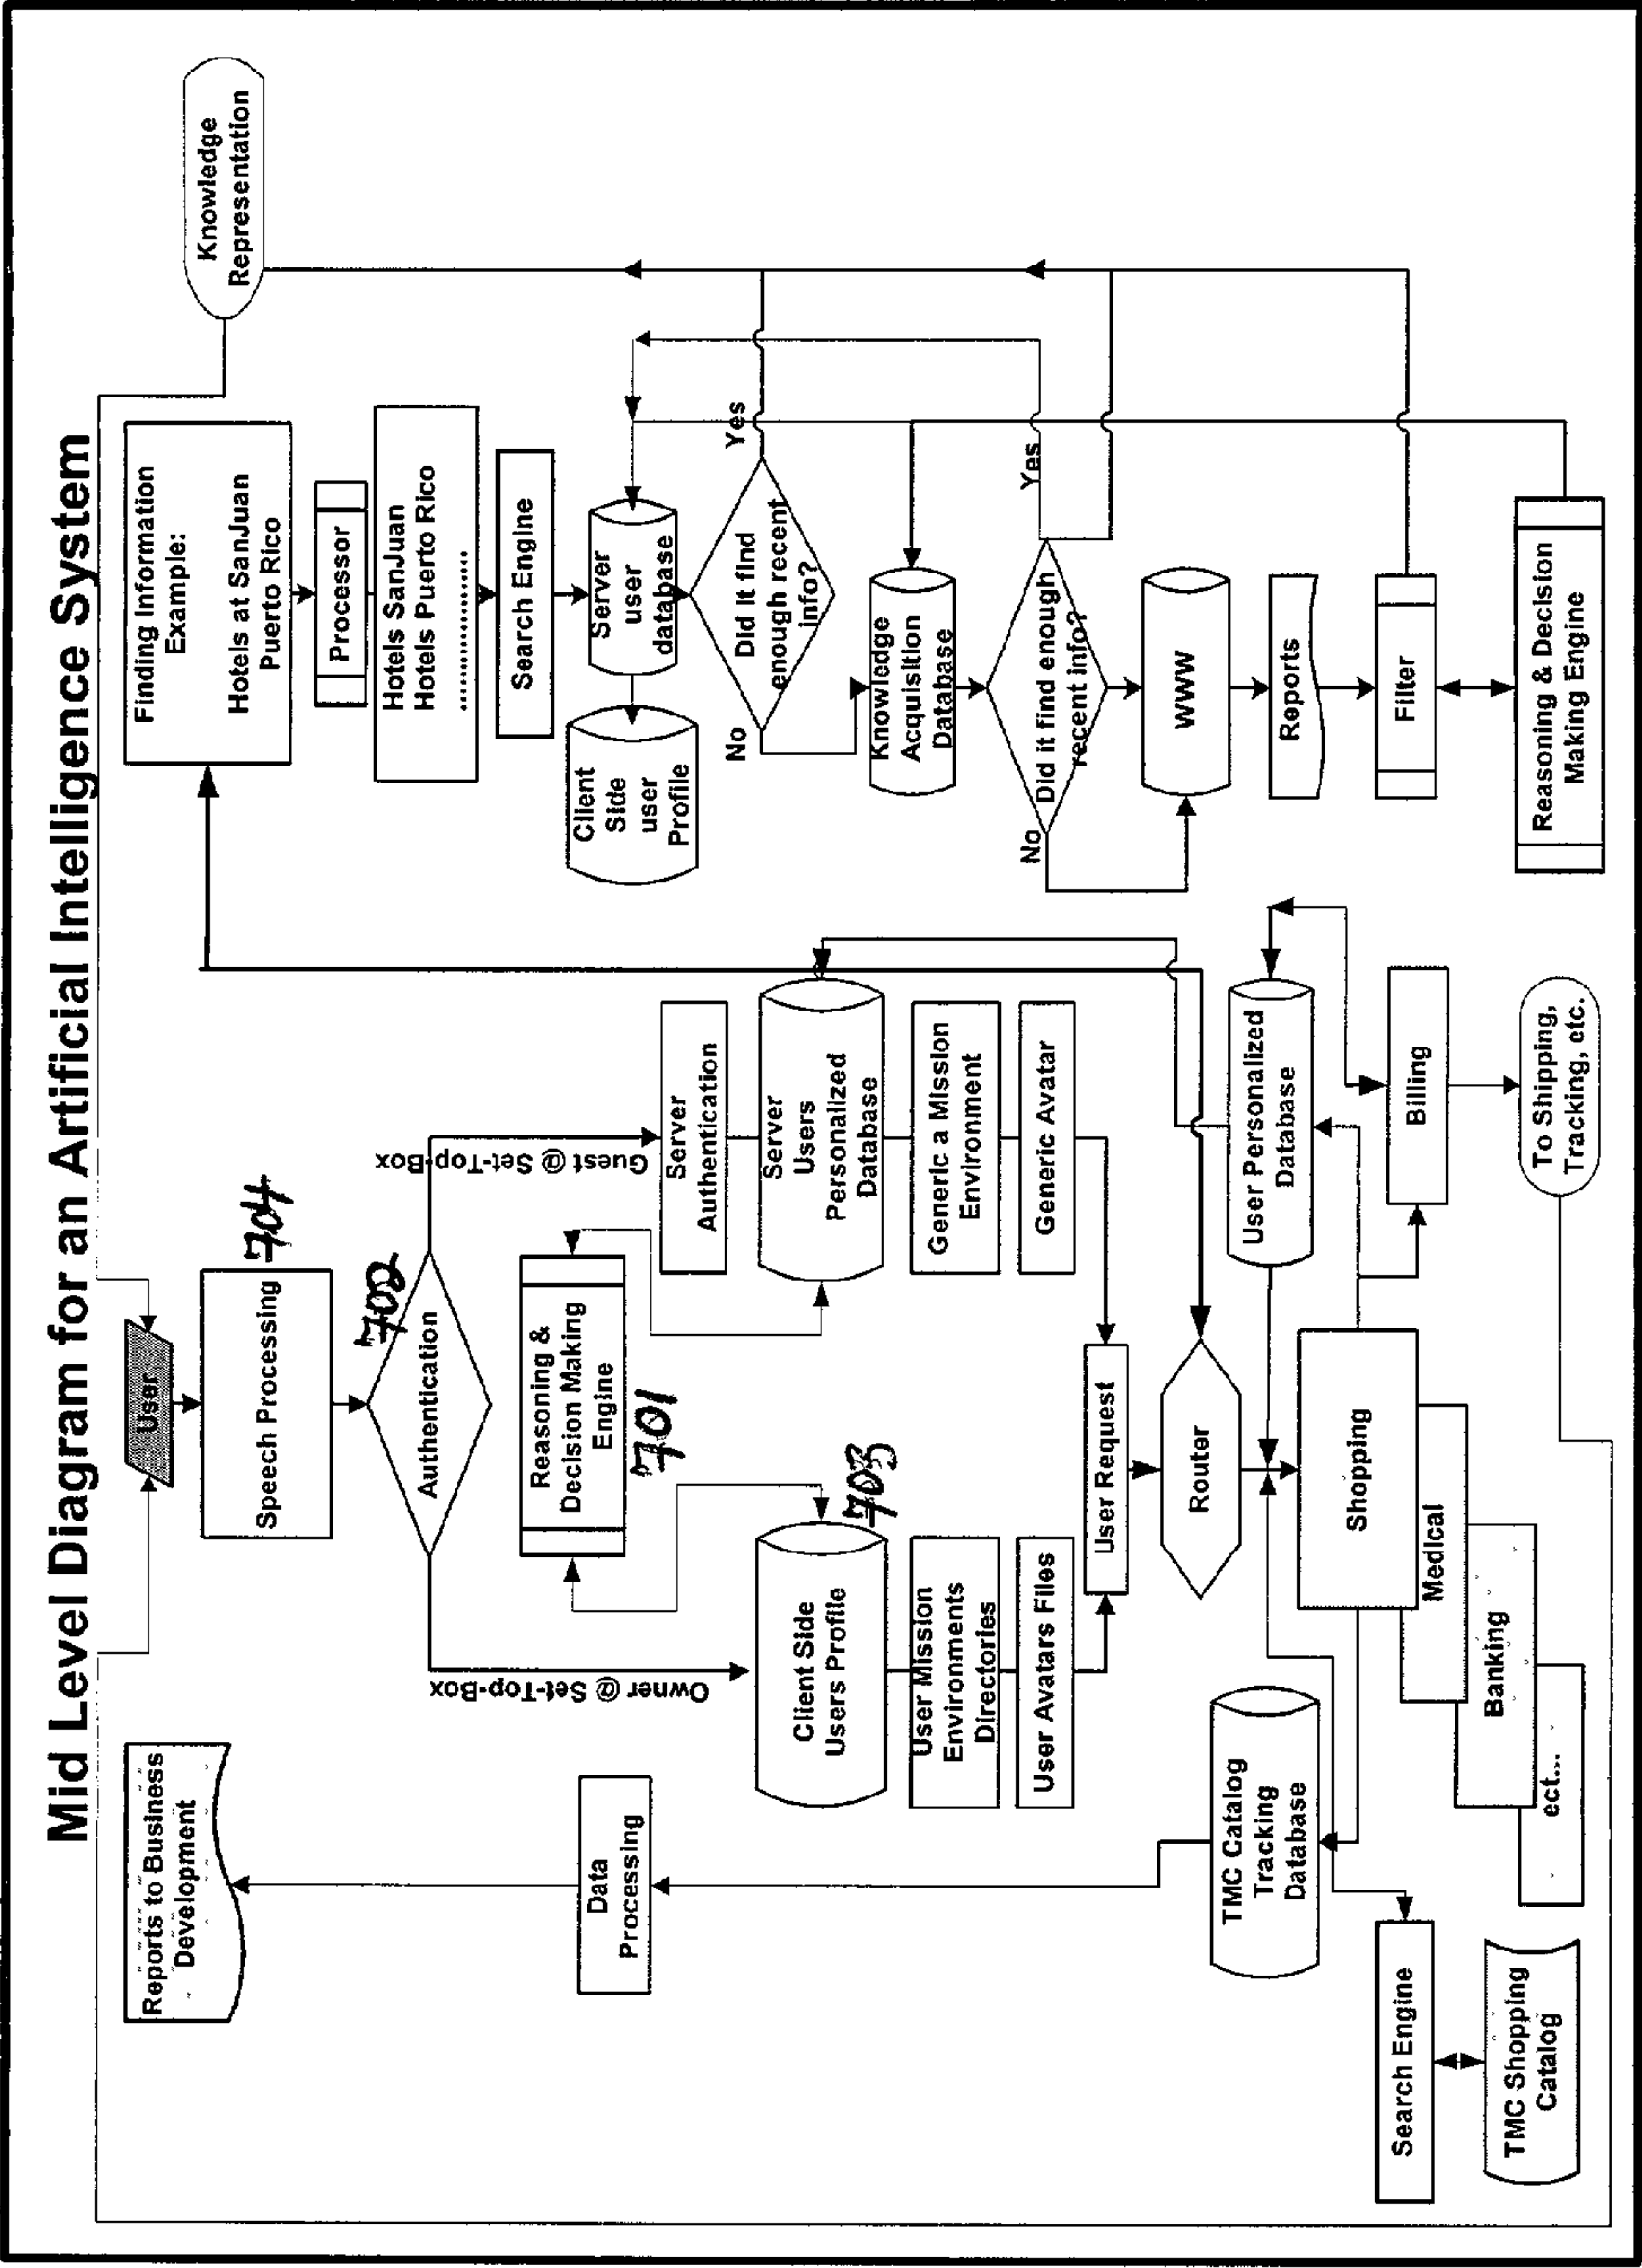 Mid Level Diagram for an Artificial Intelligence System
Reports to Business
Development
User
Speech Processing
704
Authentication
702
Owner @ Set-Top-Box
Guest @ Set-Top-Box
Reasoning &
Decision Making
Engine
701
Data
Processing
Client Side
Users Profile
703
User Mission
Environments
Directories
User Avatars Files
Server
Authentication
Server
Users
Personalized
Database
Generic a Mission
Environment
Generic Avatar
User Request
Router
TMC Catalog
Tracking
Database
User Personalized
Database
Shopping
Medical
Banking
ect...
Billing
To Shipping,
Tracking, etc.
Search Engine
TMC Shopping
Catalog
Finding Information
Example:
Hotels at SanJuan
Puerto Rico
Processor
Hotels SanJuan
Hotels Puerto Rico
................
Search Engine
Server
user
database
Client
Side
user
Profile
Did It find
enough recent
info?
Yes
No
Knowledge
Acquisition
Database
Did it find enough
recent info?
Yes
No
WWW
Reports
Filter
Reasoning & Decision
Making Engine
Knowledge
Representation